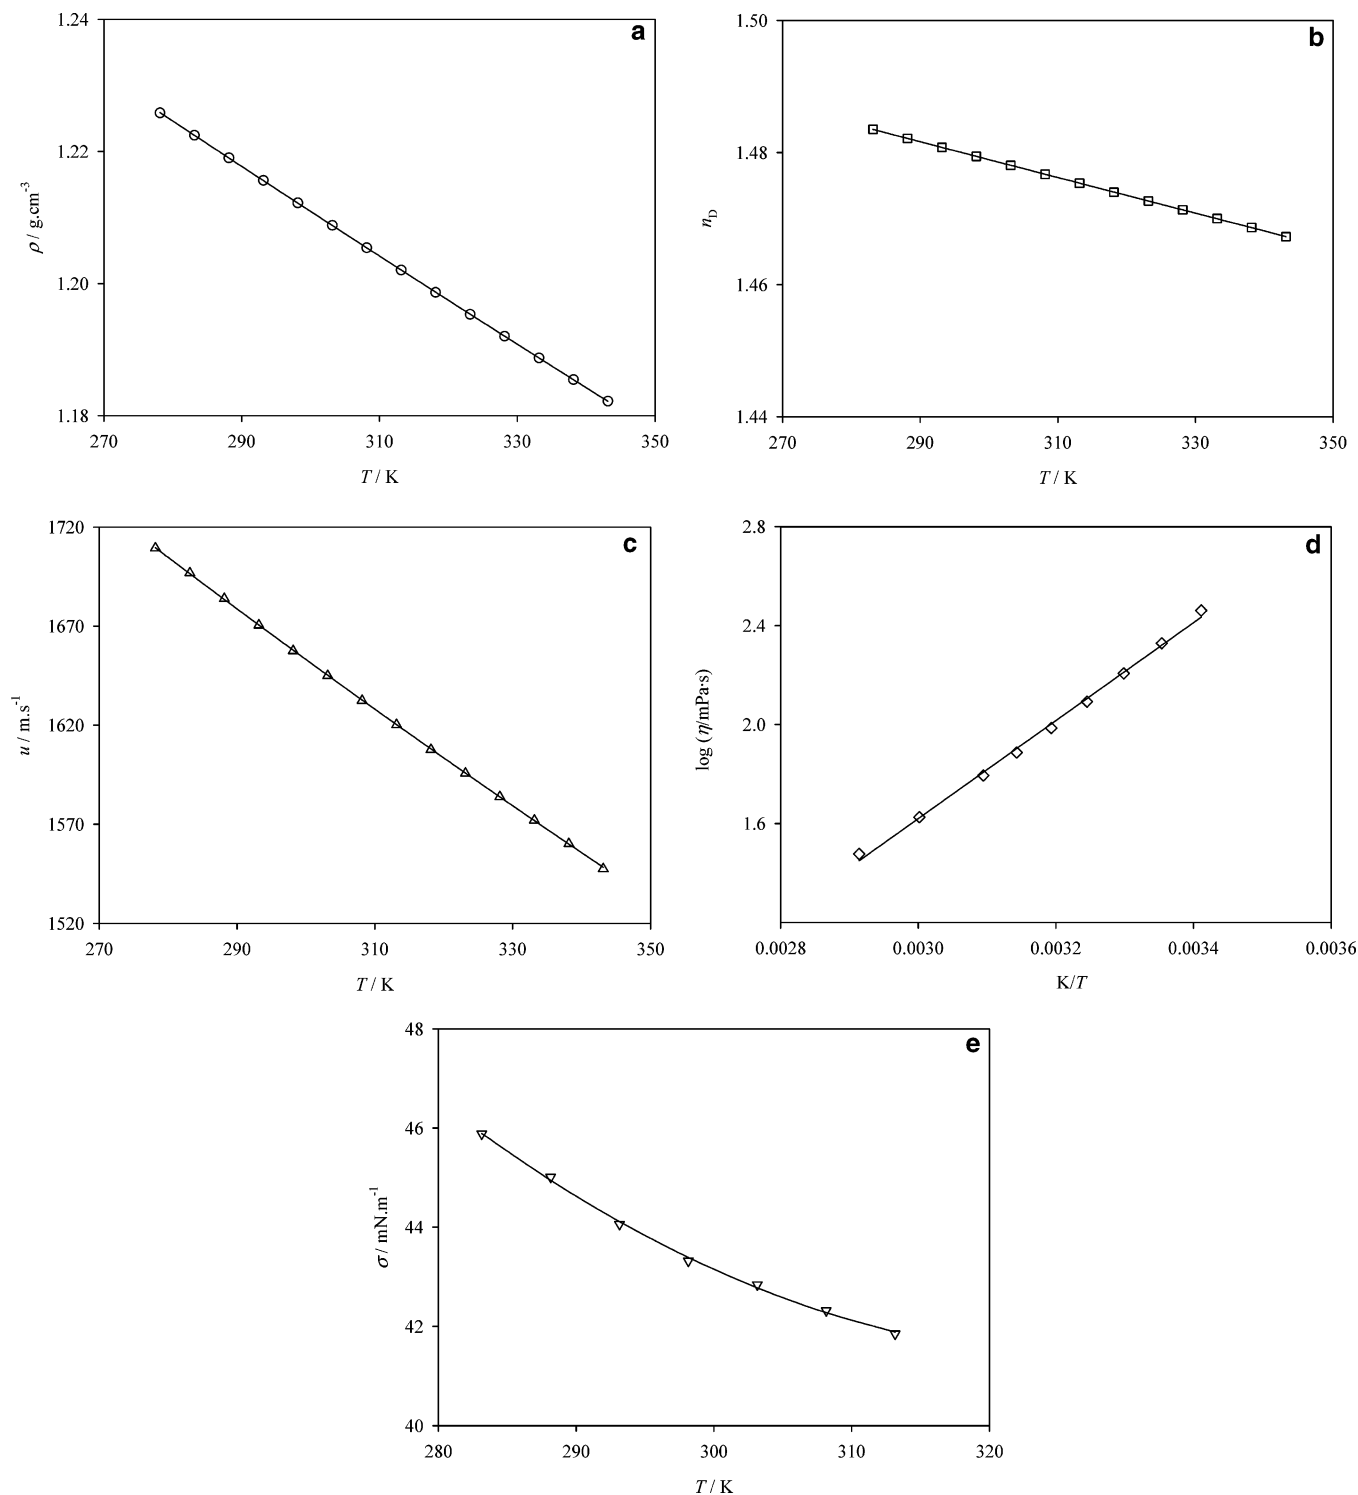 a
1.24
1.22
1.20
1.18
ρ / g.cm-3
270 290 310 330 350
T / K
b
1.50
1.48
1.46
1.44
nD
270 290 310 330 350
T / K
c
1720
1670
1620
1570
1520
u / m.s-1
270 290 310 330 350
T / K
d
2.8
2.4
2.0
1.6
log (η/mPa·s)
0.0028 0.0030 0.0032 0.0034 0.0036
K/T
e
48
46
44
42
40
σ / mN.m-1
280 290 300 310 320
T / K